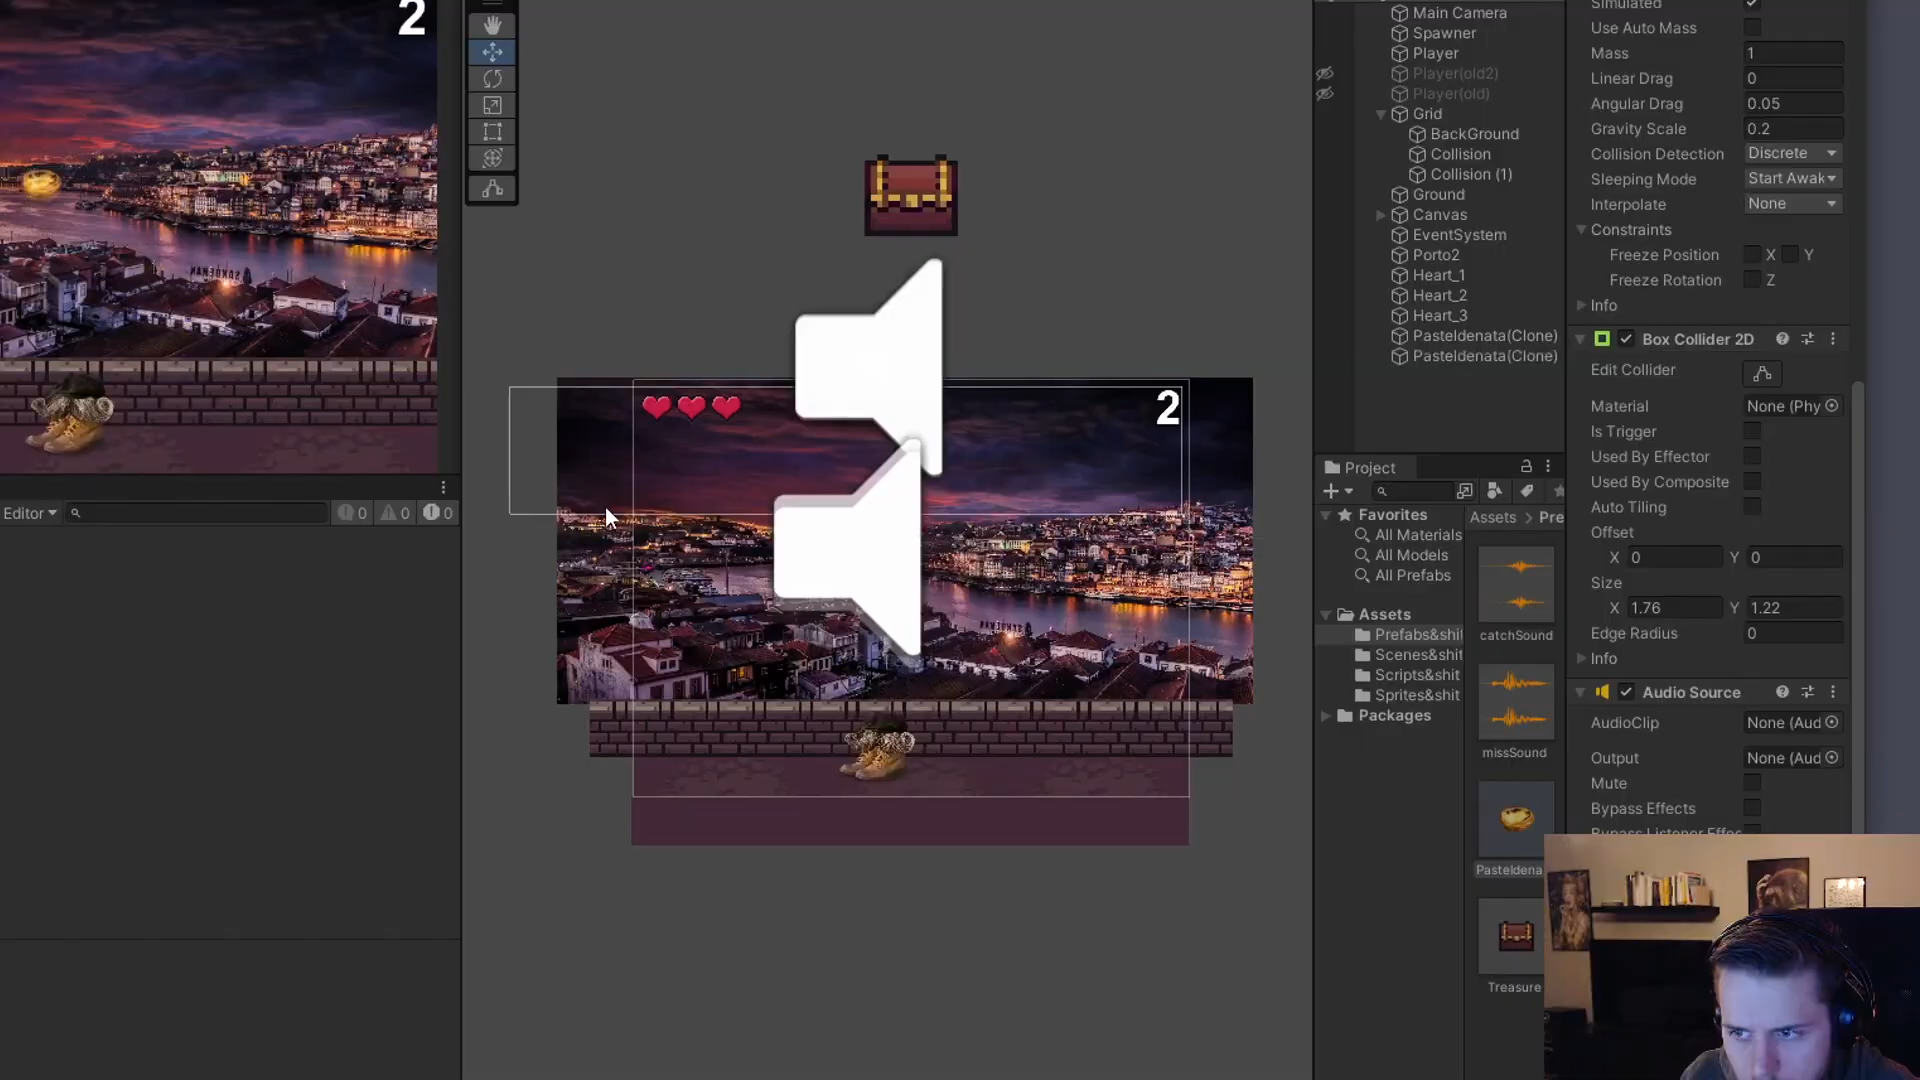 2
Editor
0
0
0
2
SANDEMAN
Main Camera
Spawner
Player
Player(old2)
Player(old)
Grid
BackGround
Collision
Collision (1)
Ground
Canvas
EventSystem
Porto2
Heart_1
Heart_2
Heart_3
Pasteldenata(Clone)
Pasteldenata(Clone)
Project
Favorites
All Materials
All Models
All Prefabs
Assets
Prefabs&shit
Scenes&shit
Scripts&shit
Sprites&shit
Packages
Assets > Pre
catchSound
missSound
Pasteldena
Treasure
Simulated
Use Auto Mass
Mass 1
Linear Drag 0
Angular Drag 0.05
Gravity Scale 0.2
Collision Detection Discrete
Sleeping Mode Start Awak
Interpolate None
Constraints
Freeze Position X Y
Freeze Rotation Z
Info
Box Collider 2D
Edit Collider
Material None (Phy
Is Trigger
Used By Effector
Used By Composite
Auto Tiling
Offset
X 0 Y 0
Size
X 1.76 Y 1.22
Edge Radius 0
Info
Audio Source
AudioClip None (Aud
Output None (Aud
Mute
Bypass Effects
Bypass Listener Effec